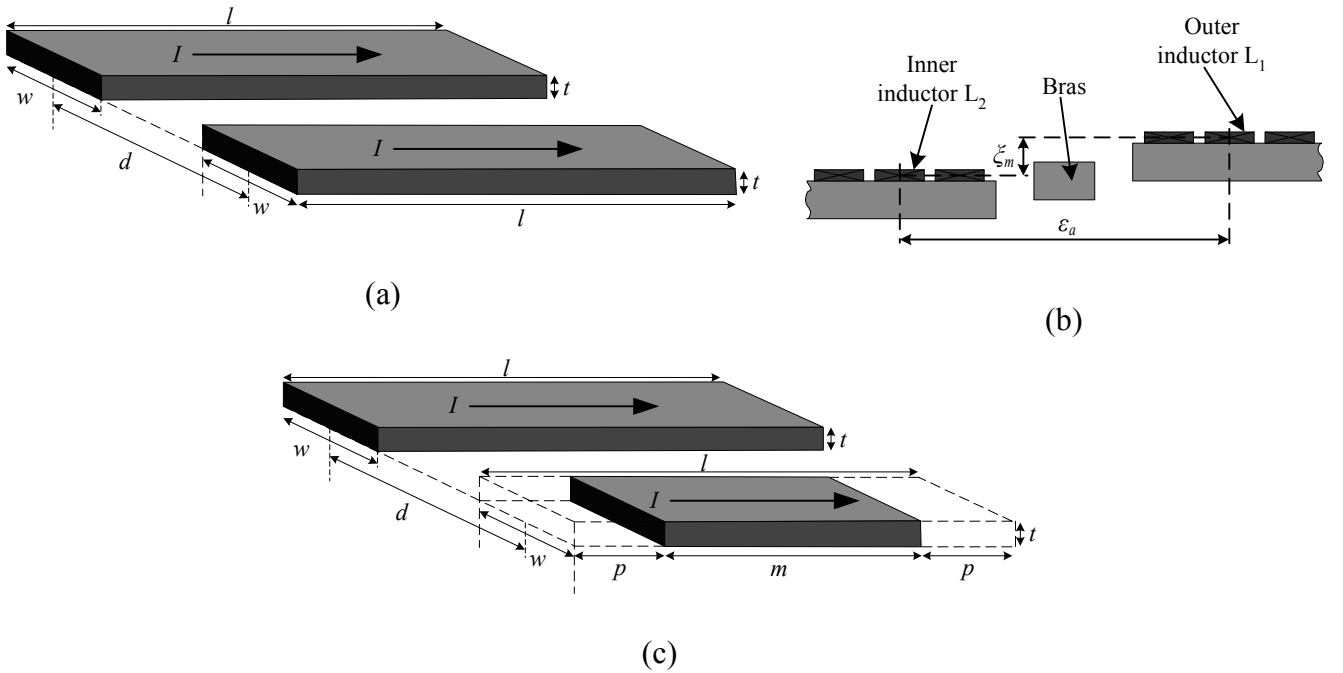 l
I
t
w
d
I
t
w
l
(a)
Outer
inductor L₁
Inner
inductor L₂
Bras
ξₘ
εₐ
(b)
l
I
t
w
l
d
I
t
w
p
m
p
(c)